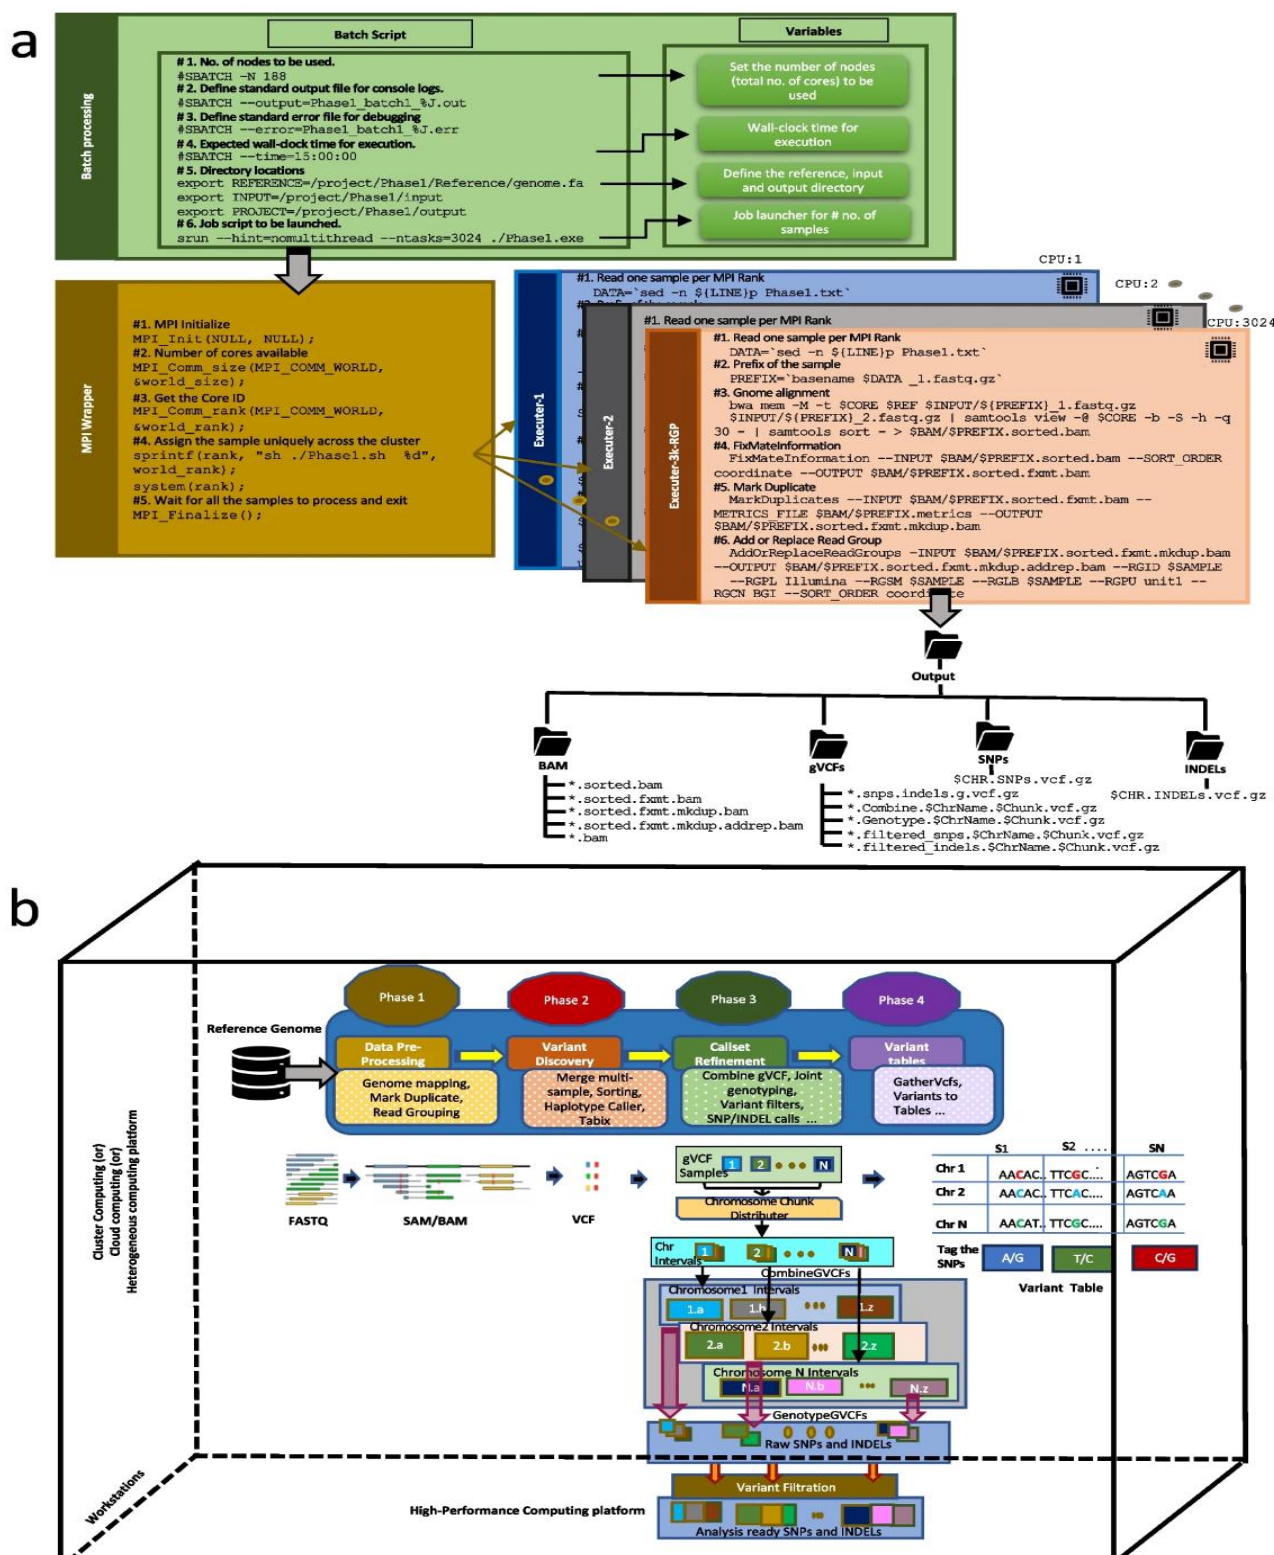 a
Batch processing
Batch Script
# 1. No. of nodes to be used.
#SBATCH -N 188
# 2. Define standard output file for console logs.
#SBATCH --output=Phase1_batch1_%J.out
# 3. Define standard error file for debugging
#SBATCH --error=Phase1_batch1_%J.err
# 4. Expected wall-clock time for execution.
#SBATCH --time=15:00:00
# 5. Directory locations
export REFERENCE=/project/Phase1/Reference/genome.fa
export INPUT=/project/Phase1/input
export PROJECT=/project/Phase1/output
# 6. Job script to be launched.
srun --hint=nomultithread --ntasks=3024 ./Phase1.exe
Variables
Set the number of nodes
(total no. of cores) to be
used
Wall-clock time for
execution
Define the reference, input
and output directory
Job launcher for # no. of
samples
MPI Wrapper
#1. MPI Initialize
MPI_Init(NULL, NULL);
#2. Number of cores available
MPI_Comm_size(MPI_COMM_WORLD,
&world_size);
#3. Get the Core ID
MPI_Comm_rank(MPI_COMM_WORLD,
&world_rank);
#4. Assign the sample uniquely across the cluster
sprintf(rank, "sh ./Phase1.sh %d",
world_rank);
system(rank);
#5. Wait for all the samples to process and exit
MPI_Finalize();
CPU:1
CPU:2
CPU:3024
Executer-1
#1. Read one sample per MPI Rank
DATA=`sed -n ${LINE}p Phase1.txt`
Executer-2
#1. Read one sample per MPI Rank
Executer-3k-RGP
#1. Read one sample per MPI Rank
DATA=`sed -n ${LINE}p Phase1.txt`
#2. Prefix of the sample
PREFIX=`basename $DATA _1.fastq.gz`
#3. Gnome alignment
bwa mem -M -t $CORE $REF $INPUT/${PREFIX}_1.fastq.gz
$INPUT/${PREFIX}_2.fastq.gz | samtools view -@ $CORE -b -S -h -q
30 - | samtools sort - > $BAM/$PREFIX.sorted.bam
#4. FixMateInformation
FixMateInformation --INPUT $BAM/$PREFIX.sorted.bam --SORT_ORDER
coordinate --OUTPUT $BAM/$PREFIX.sorted.fxmt.bam
#5. Mark Duplicate
MarkDuplicates --INPUT $BAM/$PREFIX.sorted.fxmt.bam --
METRICS_FILE $BAM/$PREFIX.metrics --OUTPUT
$BAM/$PREFIX.sorted.fxmt.mkdup.bam
#6. Add or Replace Read Group
AddOrReplaceReadGroups -INPUT $BAM/$PREFIX.sorted.fxmt.mkdup.bam
--OUTPUT $BAM/$PREFIX.sorted.fxmt.mkdup.addrep.bam --RGID $SAMPLE
--RGPL Illumina --RGSM $SAMPLE --RGLB $SAMPLE --RGPU unit1 --
RGCN BGI --SORT_ORDER coordinate
Output
BAM
*.sorted.bam
*.sorted.fxmt.bam
*.sorted.fxmt.mkdup.bam
*.sorted.fxmt.mkdup.addrep.bam
*.bam
gVCFs
*.snps.indels.g.vcf.gz
*.Combine.$ChrName.$Chunk.vcf.gz
*.Genotype.$ChrName.$Chunk.vcf.gz
*.filtered_snps.$ChrName.$Chunk.vcf.gz
*.filtered_indels.$ChrName.$Chunk.vcf.gz
SNPs
$CHR.SNPs.vcf.gz
INDELs
$CHR.INDELs.vcf.gz
b
Cluster Computing (or)
Cloud computing (or)
Heterogeneous computing platform
Workstations
High-Performance Computing platform
Reference Genome
Phase 1
Phase 2
Phase 3
Phase 4
Data Pre-
Processing
Genome mapping,
Mark Duplicate,
Read Grouping
Variant
Discovery
Merge multi-
sample, Sorting,
Haplotype Caller,
Tabix
Callset
Refinement
Combine gVCF, Joint
genotyping,
Variant filters,
SNP/INDEL calls ...
Variant
tables
GatherVcfs,
Variants to
Tables ...
FASTQ
SAM/BAM
VCF
gVCF
Samples
1 2 N
Chromosome Chunk
Distributer
Chr
Intervals
1 2 N
CombineGVCFs
Chromosome1 Intervals
1.a 1.b 1.z
Chromosome2 Intervals
2.a 2.b 2.z
Chromosome N Intervals
N.a N.b N.z
GenotypeGVCFs
Raw SNPs and INDELs
Variant Filtration
Analysis ready SNPs and INDELs
S1 S2 .... SN
Chr 1 AACAC.. TTCGC.... AGTCGA
Chr 2 AACAC.. TTCAC.... AGTCAA
Chr N AACAT.. TTCGC.... AGTCGA
Tag the
SNPs
A/G T/C C/G
Variant Table